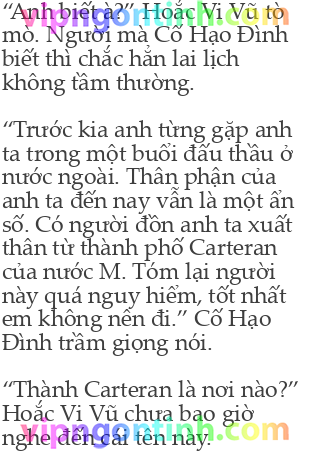 “Anh biết à?” Hoắc Vi Vũ tò
mò. Người mà Cố Hạo Đình
biết thì chắc hẳn lai lịch
không tầm thường.
“Trước kia anh từng gặp anh
ta trong một buổi đấu thầu ở
nước ngoài. Thân phận của
anh ta đến nay vẫn là một ẩn
số. Có người đồn anh ta xuất
thân từ thành phố Carteran
của nước M. Tóm lại người
này quá nguy hiểm, tốt nhất
em không nên đi.” Cố Hạo
Đình trầm giọng nói.
“Thành Carteran là nơi nào?”
Hoắc Vi Vũ chưa bao giờ
nghe đến cái tên này.
vipngontinh.com
vipngontinh.com